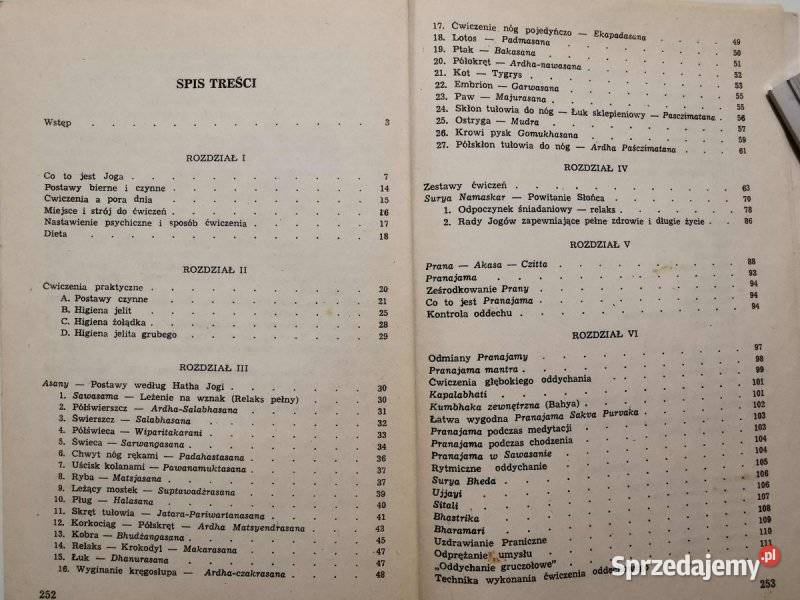 SPIS TREŚCI
Wstęp . . . . . . . . . . 3
ROZDZIAŁ I
Co to jest Joga . . . . . . . . . 7
Postawy bierne i czynne . . . . . . . . 14
Ćwiczenia a pora dnia . . . . . . . . 15
Miejsce i strój do ćwiczeń . . . . . . . . 16
Nastawienie psychiczne i sposób ćwiczenia . . . . . 17
Dieta . . . . . . . . . . 18
ROZDZIAŁ II
Ćwiczenia praktyczne . . . . . . . . 20
A. Postawy czynne . . . . . . . . 21
B. Higiena jelit . . . . . . . . 25
C. Higiena żołądka . . . . . . . . 28
D. Higiena jelita grubego . . . . . . . 29
ROZDZIAŁ III
Asany — Postawy według Hatha Jogi . . . . . . 30
1. Sawasama — Leżenie na wznak (Relaks pełny) . . . 30
2. Półświerszcz — Ardha-Salabhasana . . . . . 31
3. Świerszcz — Salabhasana . . . . . . 32
4. Półświeca — Wiparitakarani . . . . . . 33
5. Świeca — Sarwangasana . . . . . . . 34
6. Chwyt nóg rękami — Padahastasana . . . . . 36
7. Uścisk kolanami — Pawanamuktasana . . . . . 37
8. Ryba — Matsjasana . . . . . . . 37
9. Leżący mostek — Suptawadżrasana . . . . . 39
10. Pług — Halasana . . . . . . . 40
11. Skręt tułowia — Jatara-Pariwartanasana . . . . 41
12. Korkociąg — Półskręt — Ardha Matsyendrasana . . . 43
13. Kobra — Bhudżangasana . . . . . . 45
14. Relaks — Krokodyl — Makarasana . . . . . 47
15. Łuk — Dhanurasana . . . . . . . 47
16. Wyginanie kręgosłupa — Ardha-czakrasana . . . . 48
252
17. Ćwiczenie nóg pojedyńczo — Ekapadasana . . . . 49
18. Lotos — Padmasana . . . . . . . 50
19. Ptak — Bakasana . . . . . . . 50
20. Półokręt — Ardha-nawasana . . . . . . 51
21. Kot — Tygrys . . . . . . . . 52
22. Embrion — Garwasana . . . . . . . 53
23. Paw — Majurasana . . . . . . . 55
24. Skłon tułowia do nóg — Łuk sklepieniowy — Pasczimatana . 56
25. Ostryga — Mudra . . . . . . . 57
26. Krowi pysk Gomukhasana . . . . . . 59
27. Półskłon tułowia do nóg — Ardha Paśczimatana . . . 61
ROZDZIAŁ IV
Zestawy ćwiczeń . . . . . . . . 63
Surya Namaskar — Powitanie Słońca . . . . . . 70
1. Odpoczynek śniadaniowy — relaks . . . . . 78
2. Rady Jogów zapewniające pełne zdrowie i długie życie . . 86
ROZDZIAŁ V
Prana — Akasa — Czitta . . . . . . . 88
Pranajama . . . . . . . . . 93
Ześrodkowanie Prany . . . . . . . . 94
Co to jest Pranajama . . . . . . . . 94
Kontrola oddechu . . . . . . . . 94
ROZDZIAŁ VI
Odmiany Pranajamy . . . . . . . . 97
Pranajama mantra . . . . . . . . 98
Ćwiczenia głębokiego oddychania . . . . . . 99
Kapalabhati . . . . . . . . . 101
Kumbhaka zewnętrzna (Bahya) . . . . . . 101
Łatwa wygodna Pranajama Sakva Purvaka . . . . 102
Pranajama podczas medytacji . . . . . . 103
Pranajama podczas chodzenia . . . . . . 103
Pranajama w Sawasanie . . . . . . . 104
Rytmiczne oddychanie . . . . . . . 104
Surya Bheda . . . . . . . . 105
Ujjayi . . . . . . . . . 106
Sitali . . . . . . . . . 107
Bhastrika . . . . . . . . . 108
Bharamari . . . . . . . . . 109
Uzdrawianie Praniczne . . . . . . . 110
Odprężanie umysłu . . . . . . . . 111
„Oddychanie gruczołowe”
Technika wykonania ćwiczenia
253
Sprzedajemy.pl